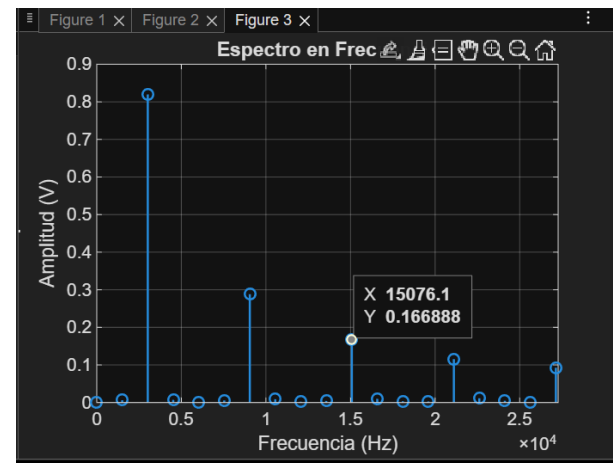 Figure 1 × Figure 2 × Figure 3 ×
Espectro en Frec
0.9
0.8
0.7
0.6
0.5
0.4
0.3
0.2
0.1
0
Amplitud (V)
X 15076.1
Y 0.166888
0 0.5 1 1.5 2 2.5
Frecuencia (Hz)
×10⁴